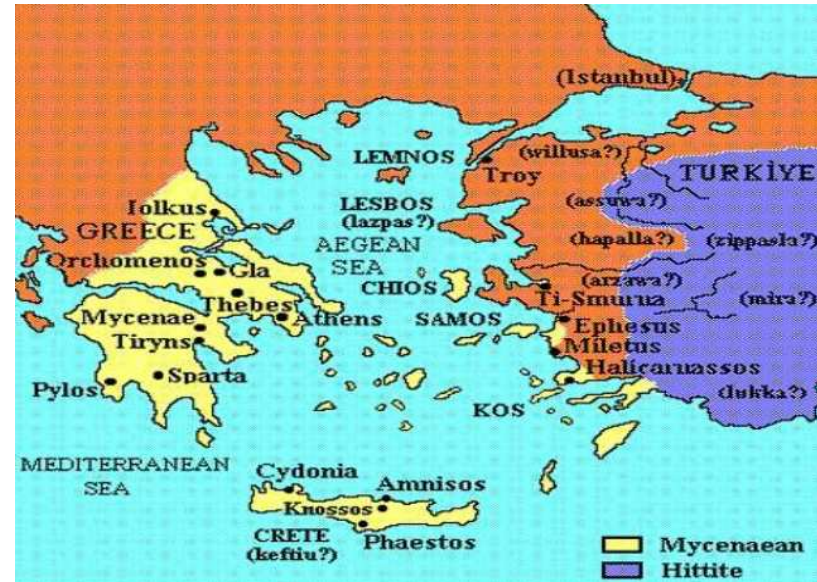 (Istanbul)
LEMNOS
(willusa?)
Troy
TURKİYE
LESBOS
(lazpas?)
(assuwa?)
Iolkus
GREECE
AEGEAN
SEA
(hapalla?)
(zippasla?)
Orchomenos
Gla
CHIOS
(arzawa?)
Ti-Smurua
(mira?)
Thebes
Mycenae
Athens
SAMOS
Ephesus
Tiryns
Miletus
Halicarnassos
Pylos
Sparta
KOS
(lukka?)
MEDITERRANEAN
SEA
Cydonia
Amnisos
Knossos
CRETE
(keftiu?)
Phaestos
Mycenaean
Hittite